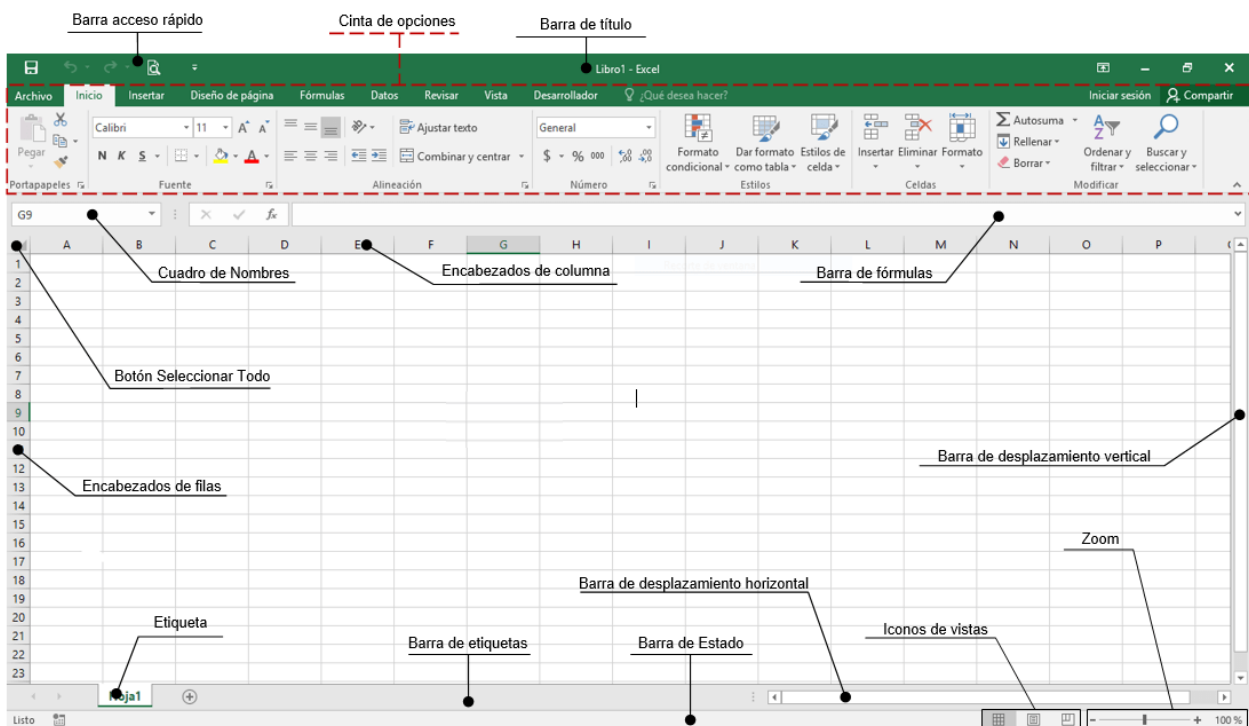 Barra acceso rápido
Cinta de opciones
Barra de título
Libro1 - Excel
Archivo Inicio Insertar Diseño de página Fórmulas Datos Revisar Vista Desarrollador ¿Qué desea hacer? Iniciar sesión Compartir
Calibri 11 A A Ajustar texto General Autosuma
Rellenar
Pegar N K S A Combinar y centrar $ % 000 Formato Dar formato Estilos de Insertar Eliminar Formato Ordenar y Buscar y
condicional como tabla celda Borrar filtrar seleccionar
Portapapeles Fuente Alineación Número Estilos Celdas Modificar
G9 fx
A B C D E F G H I J K L M N O P
1
Cuadro de Nombres Encabezados de columna Barra de fórmulas
2
3
4
5
6
7 Botón Seleccionar Todo
8
9
10
Barra de desplazamiento vertical
12
13 Encabezados de filas
14
15
16 Zoom
17
18 Barra de desplazamiento horizontal
19
20 Etiqueta
Iconos de vistas
21 Barra de etiquetas Barra de Estado
22
23
Hoja1
Listo 100 %